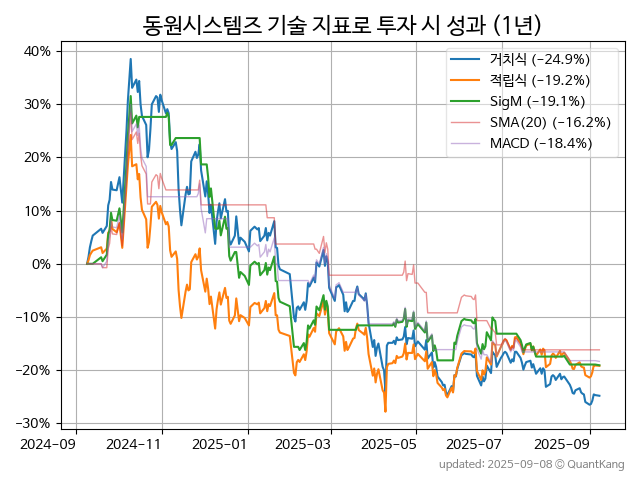 동원시스템즈 기술 지표로 투자 시 성과 (1년)
40%
30%
20%
10%
0%
−10%
−20%
−30%
거치식 (−24.9%)
적립식 (−19.2%)
SigM (−19.1%)
SMA(20) (−16.2%)
MACD (−18.4%)
2024-09 2024-11 2025-01 2025-03 2025-05 2025-07 2025-09
updated: 2025-09-08 © QuantKang